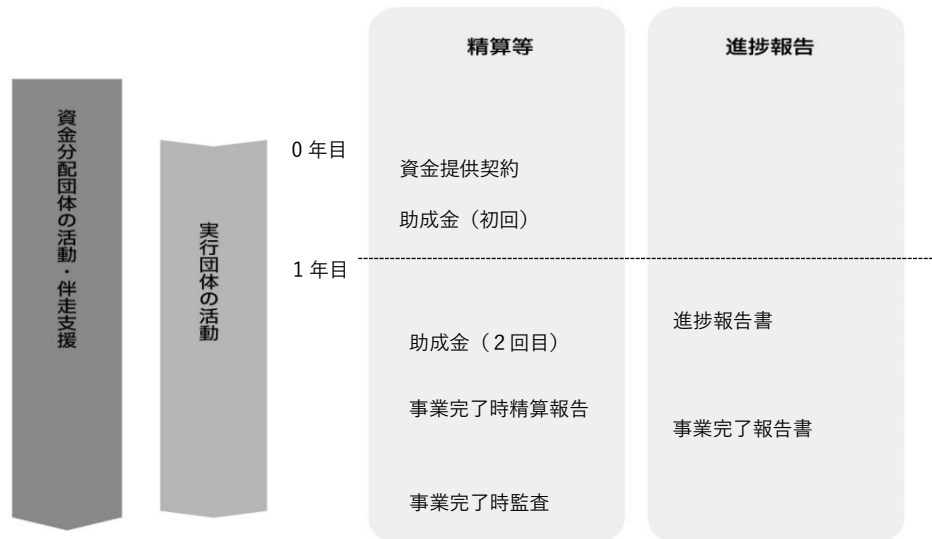 精算等
進捗報告
資金分配団体の活動・伴走支援
実行団体の活動
0 年目
資金提供契約
助成金（初回）
1 年目
進捗報告書
助成金（２回目）
事業完了時精算報告
事業完了報告書
事業完了時監査